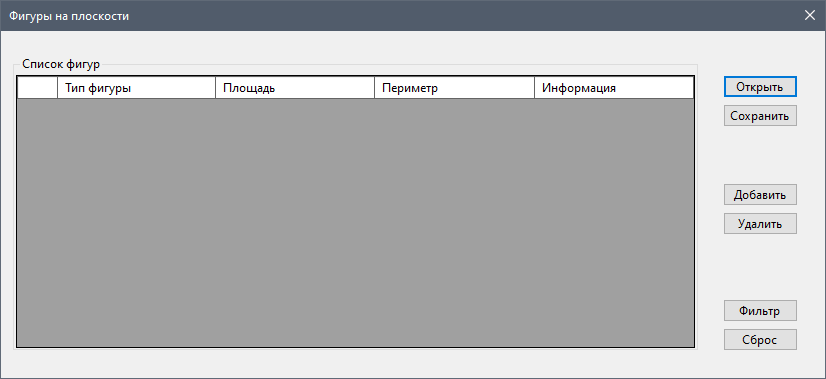 Фигуры на плоскости
Список фигур
Тип фигуры Площадь Периметр Информация
Открыть
Сохранить
Добавить
Удалить
Фильтр
Сброс